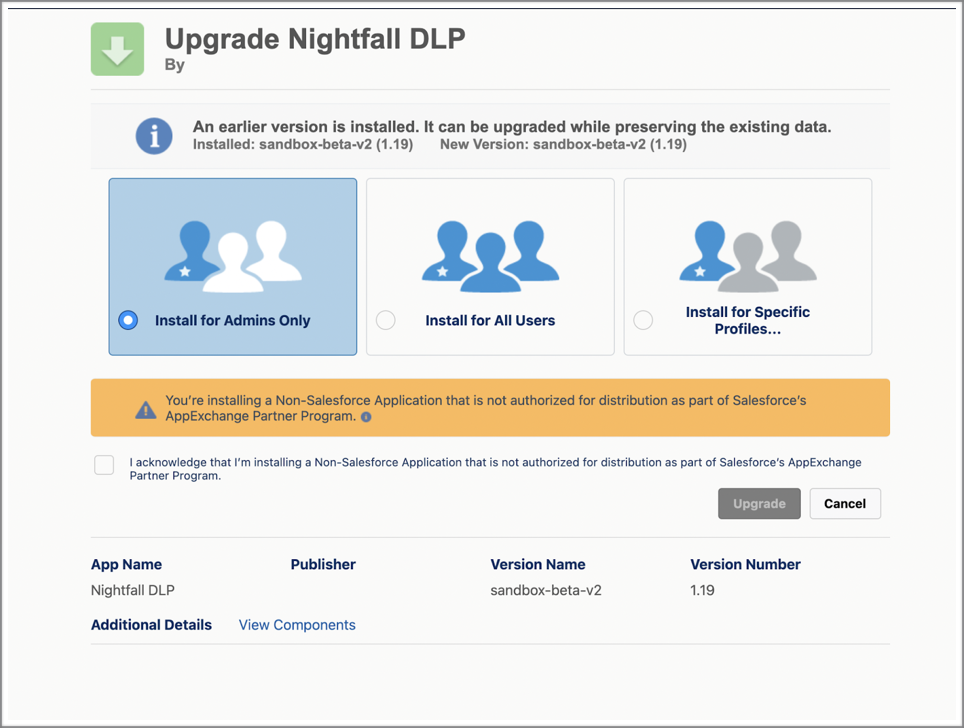 Upgrade Nightfall DLP
By
An earlier version is installed. It can be upgraded while preserving the existing data.
Installed: sandbox-beta-v2 (1.19) New Version: sandbox-beta-v2 (1.19)
Install for Admins Only
Install for All Users
Install for Specific
Profiles...
You're installing a Non-Salesforce Application that is not authorized for distribution as part of Salesforce's
AppExchange Partner Program.
I acknowledge that I'm installing a Non-Salesforce Application that is not authorized for distribution as part of Salesforce's AppExchange
Partner Program.
Upgrade Cancel
App Name Publisher Version Name Version Number
Nightfall DLP sandbox-beta-v2 1.19
Additional Details View Components